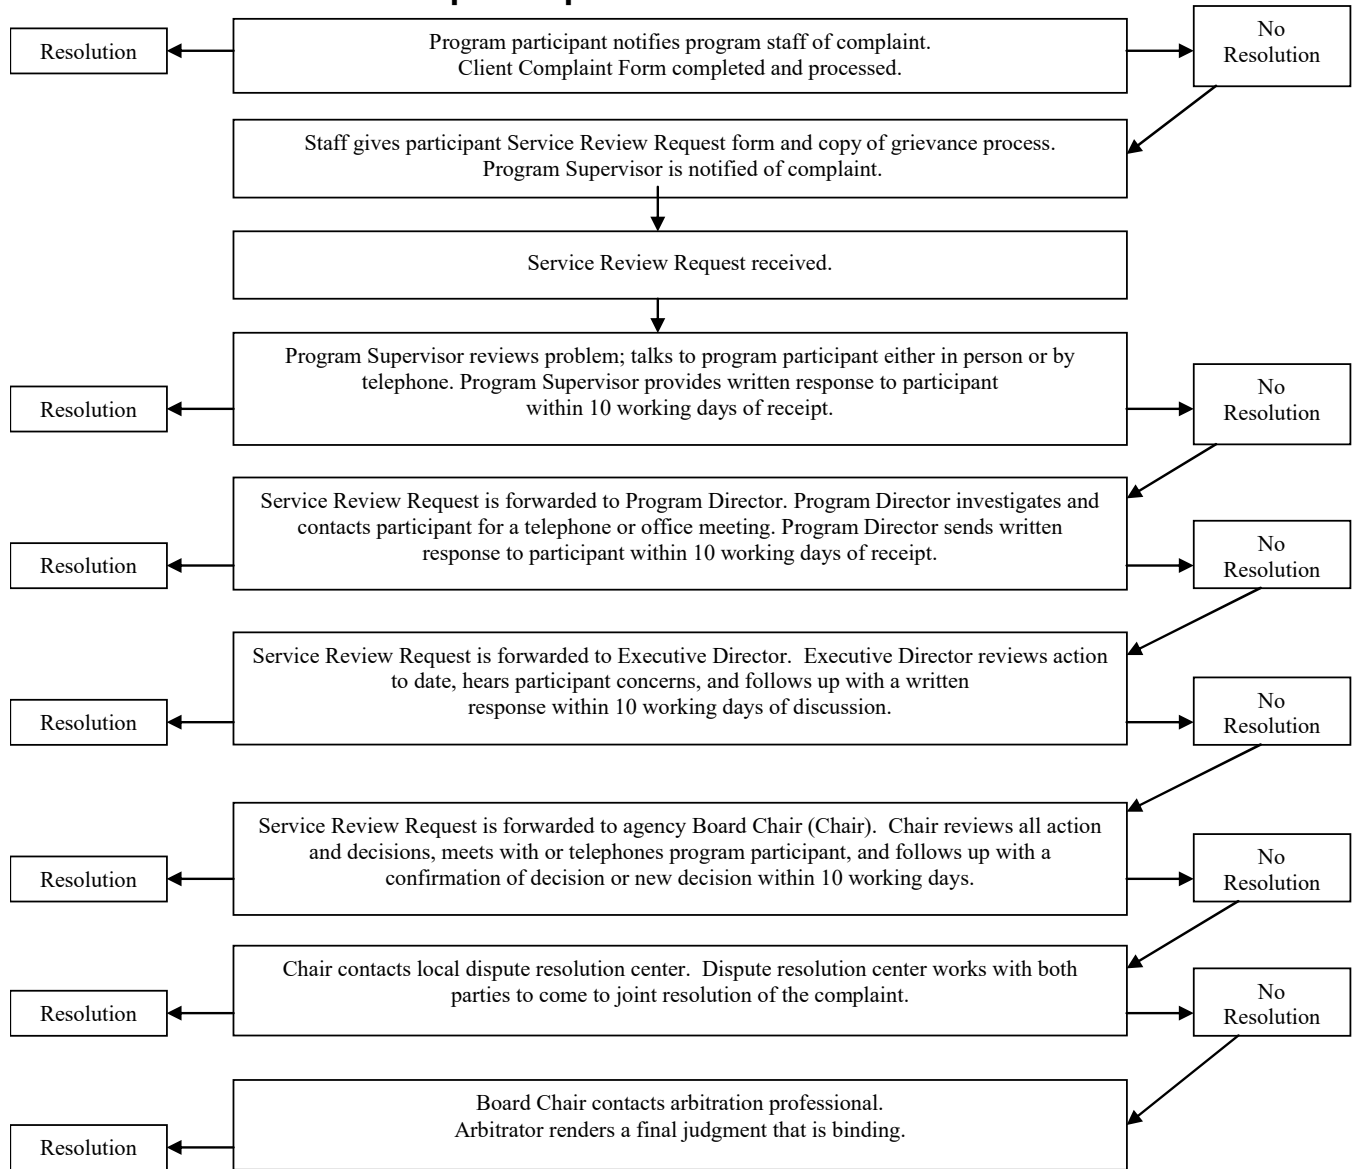 Program participant notifies program staff of complaint.
Client Complaint Form completed and processed.
Resolution
No
Resolution
Staff gives participant Service Review Request form and copy of grievance process.
Program Supervisor is notified of complaint.
Service Review Request received.
Program Supervisor reviews problem; talks to program participant either in person or by
telephone. Program Supervisor provides written response to participant
within 10 working days of receipt.
Resolution
No
Resolution
Service Review Request is forwarded to Program Director. Program Director investigates and
contacts participant for a telephone or office meeting. Program Director sends written
response to participant within 10 working days of receipt.
Resolution
No
Resolution
Service Review Request is forwarded to Executive Director.  Executive Director reviews action
to date, hears participant concerns, and follows up with a written
response within 10 working days of discussion.
Resolution
No
Resolution
Service Review Request is forwarded to agency Board Chair (Chair).  Chair reviews all action
and decisions, meets with or telephones program participant, and follows up with a
confirmation of decision or new decision within 10 working days.
Resolution
No
Resolution
Chair contacts local dispute resolution center.  Dispute resolution center works with both
parties to come to joint resolution of the complaint.
Resolution
No
Resolution
Board Chair contacts arbitration professional.
Arbitrator renders a final judgment that is binding.
Resolution